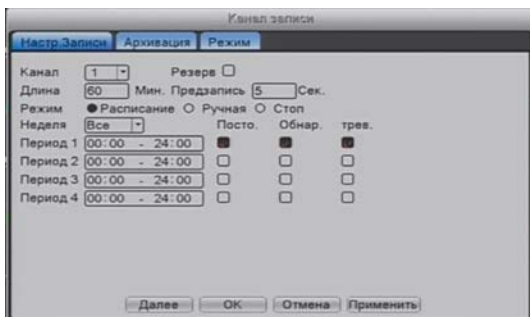 Канал записи
Настр.Записи Архивация Режим
Канал 1 Резерв
Длина 60 Мин. Предзапись 5 Сек.
Режим Расписание Ручная Стоп
Неделя Все Посто. Обнар. трев.
Период 1 00:00 - 24:00
Период 2 00:00 - 24:00
Период 3 00:00 - 24:00
Период 4 00:00 - 24:00
Далее OK Отмена Применить